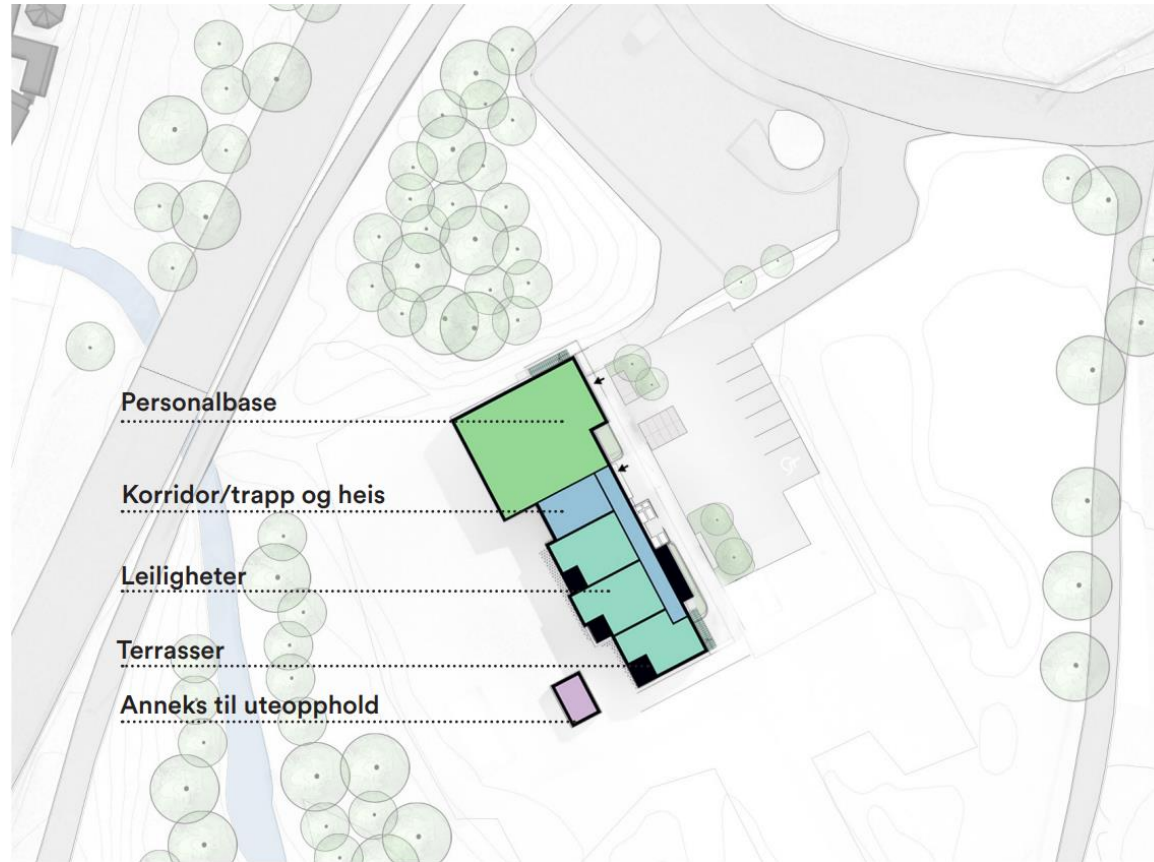 Personalbase
Korridor/trapp og heis
Leiligheter
Terrasser
Anneks til uteopphold